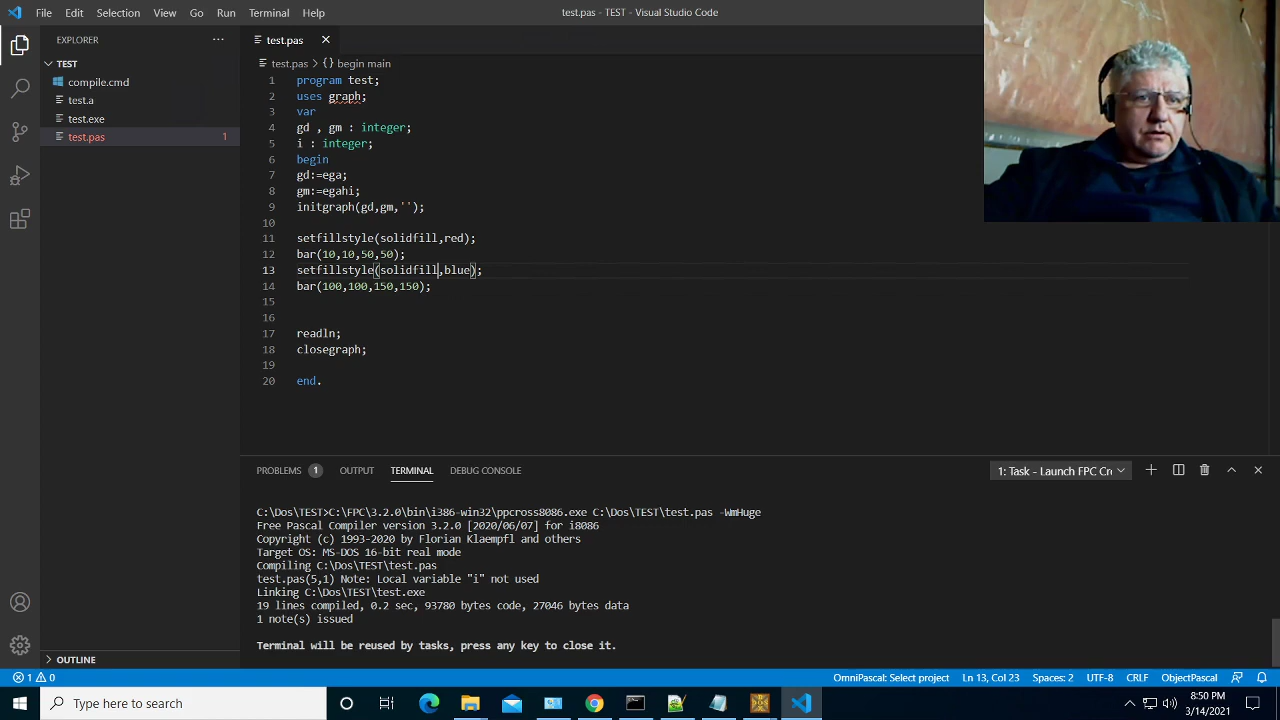 File Edit Selection View Go Run Terminal Help
test.pas - TEST - Visual Studio Code
EXPLORER ...
TEST
compile.cmd
test.a
test.exe
test.pas 1
OUTLINE
test.pas
test.pas > {} begin main
1 program test;
2 uses graph;
3 var
4 gd , gm : integer;
5 i : integer;
6 begin
7 gd:=ega;
8 gm:=egahi;
9 initgraph(gd,gm,'');
10
11 setfillstyle(solidfill,red);
12 bar(10,10,50,50);
13 setfillstyle(solidfill,blue);
14 bar(100,100,150,150);
15
16
17 readln;
18 closegraph;
19
20 end.
PROBLEMS 1 OUTPUT TERMINAL DEBUG CONSOLE
1: Task - Launch FPC Cr
C:\Dos\TEST>C:\FPC\3.2.0\bin\i386-win32\ppcross8086.exe C:\Dos\TEST\test.pas -WmHuge
Free Pascal Compiler version 3.2.0 [2020/06/07] for i8086
Copyright (c) 1993-2020 by Florian Klaempfl and others
Target OS: MS-DOS 16-bit real mode
Compiling C:\Dos\TEST\test.pas
test.pas(5,1) Note: Local variable "i" not used
Linking C:\Dos\TEST\test.exe
19 lines compiled, 0.2 sec, 93780 bytes code, 27046 bytes data
1 note(s) issued
Terminal will be reused by tasks, press any key to close it.
1 0
OmniPascal: Select project Ln 13, Col 23 Spaces: 2 UTF-8 CRLF ObjectPascal
Type here to search
DOS
8:50 PM
3/14/2021